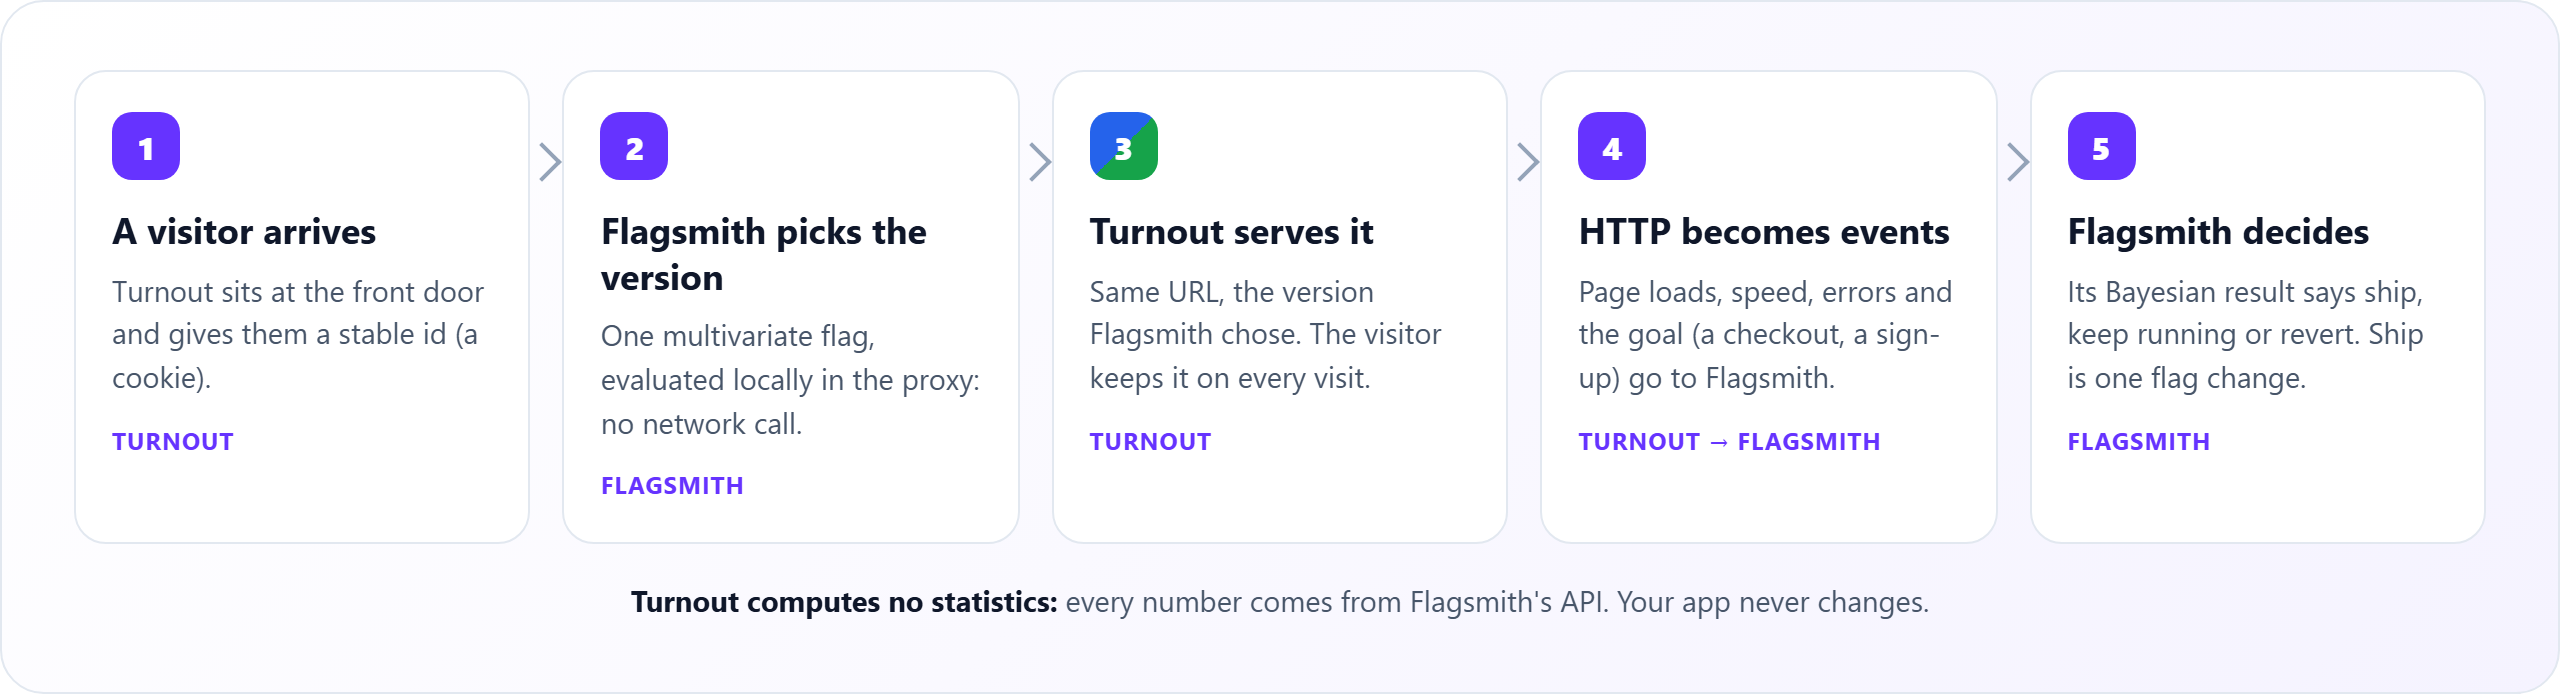 1
A visitor arrives
Turnout sits at the front door
and gives them a stable id (a
cookie).
TURNOUT
2
Flagsmith picks the
version
One multivariate flag,
evaluated locally in the proxy:
no network call.
FLAGSMITH
3
Turnout serves it
Same URL, the version
Flagsmith chose. The visitor
keeps it on every visit.
TURNOUT
4
HTTP becomes events
Page loads, speed, errors and
the goal (a checkout, a sign-
up) go to Flagsmith.
TURNOUT → FLAGSMITH
5
Flagsmith decides
Its Bayesian result says ship,
keep running or revert. Ship
is one flag change.
FLAGSMITH
Turnout computes no statistics: every number comes from Flagsmith's API. Your app never changes.